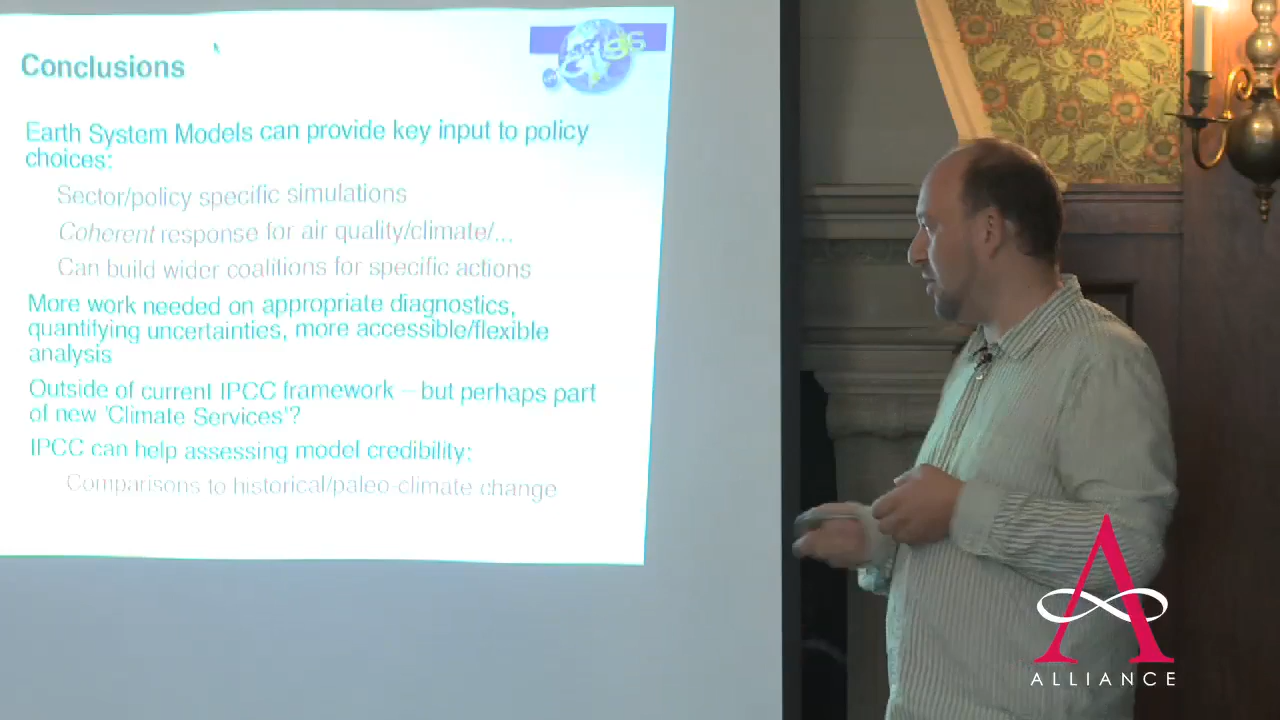 Conclusions
Earth System Models can provide key input to policy
choices:
Sector/policy specific simulations
Coherent response for air quality/climate/...
Can build wider coalitions for specific actions
More work needed on appropriate diagnostics,
quantifying uncertainties, more accessible/flexible
analysis
Outside of current IPCC framework – but perhaps part
of new 'Climate Services'?
IPCC can help assessing model credibility:
Comparisons to historical/paleo-climate change
A
ALLIANCE